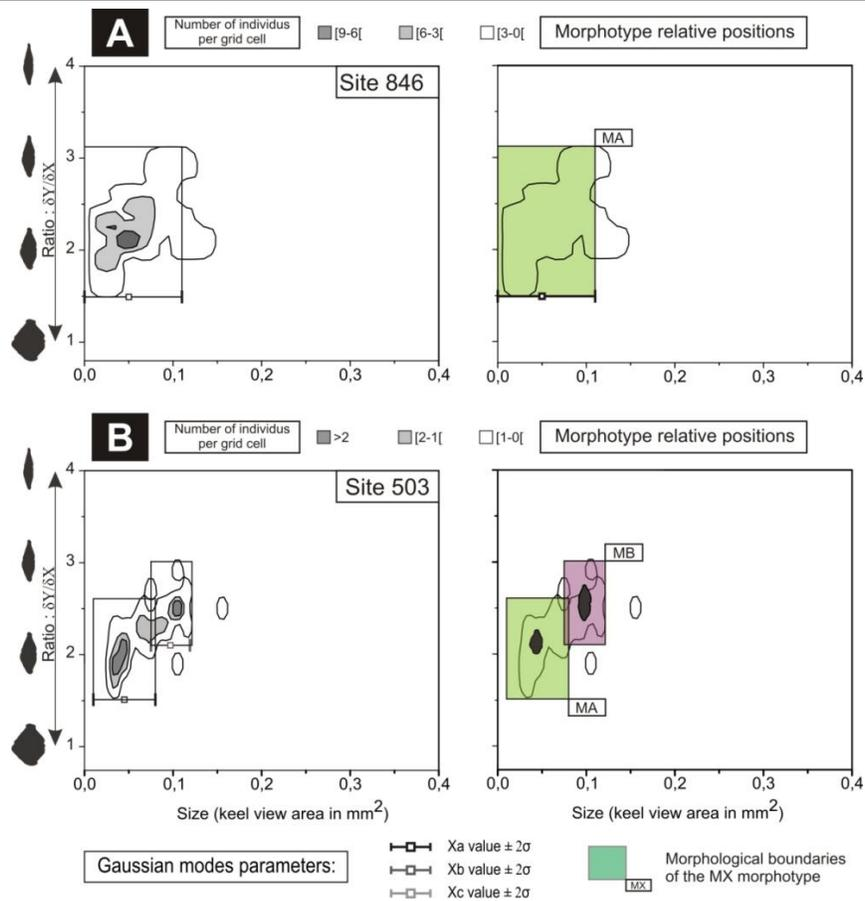 A
Number of individus
per grid cell
[9-6[
[6-3[
[3-0[
Morphotype relative positions
Site 846
MA
Ratio : δY/δX
4
3
2
1
0,0 0,1 0,2 0,3 0,4
0,0 0,1 0,2 0,3 0,4
B
Number of individus
per grid cell
>2
[2-1[
[1-0[
Morphotype relative positions
Site 503
MB
MA
Ratio : δY/δX
4
3
2
1
0,0 0,1 0,2 0,3 0,4
0,0 0,1 0,2 0,3 0,4
Size (keel view area in mm2)
Size (keel view area in mm2)
Gaussian modes parameters:
Xa value ± 2σ
Xb value ± 2σ
Xc value ± 2σ
MX
Morphological boundaries
of the MX morphotype